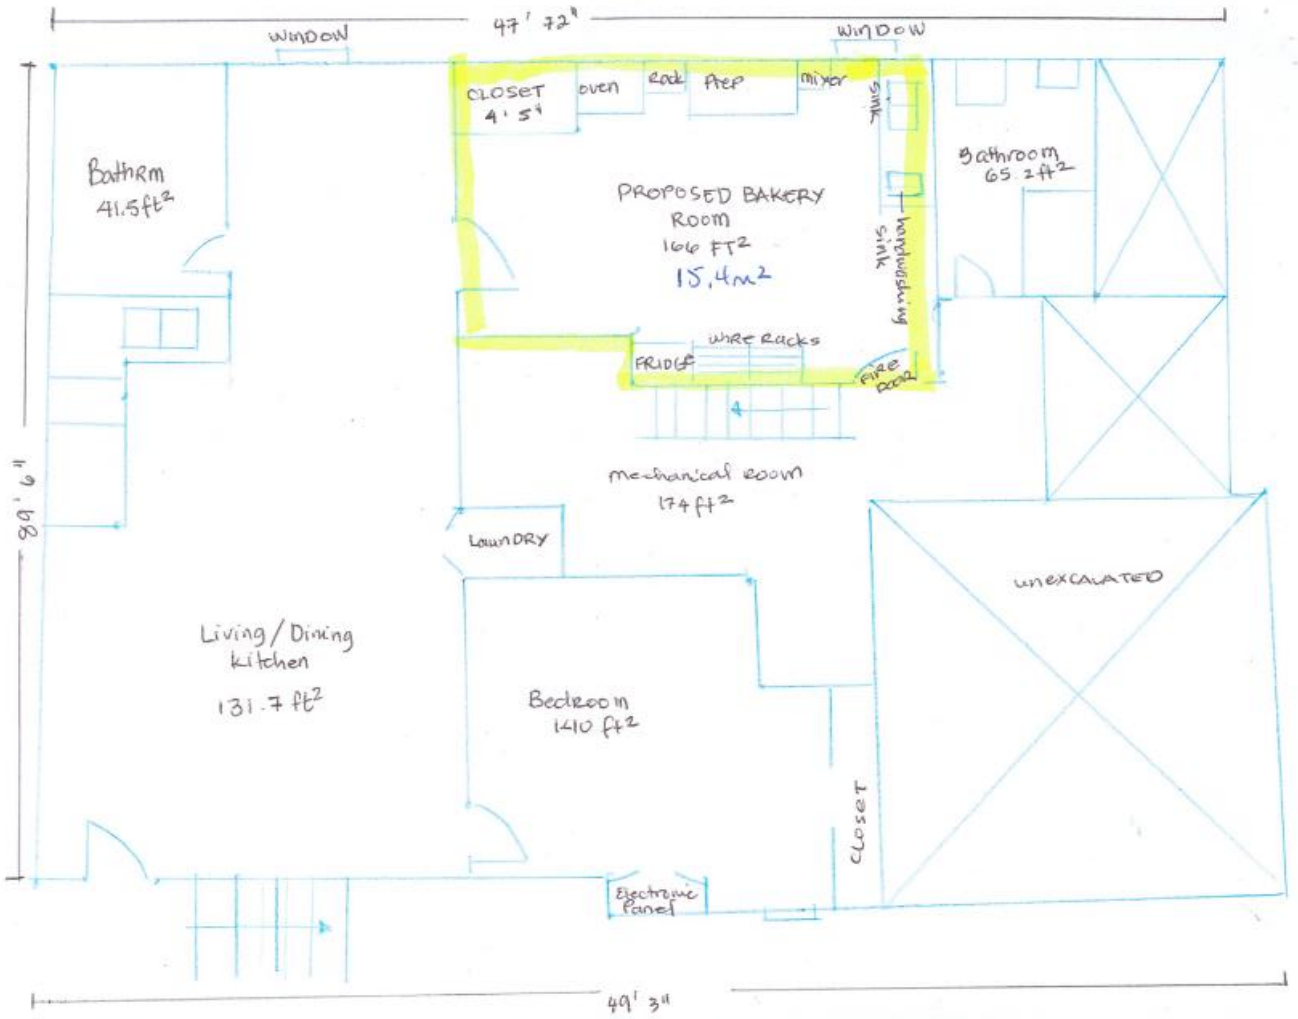 47' 72"
WINDOW
WINDOW
CLOSET
4' 5"
oven
Rack
Prep
mixer
sink
Bathrm
41.5ft²
PROPOSED BAKERY
ROOM
166 FT²
15,4m²
Bathroom
65.2ft²
handwashing
sink
WIRE RACKS
FRIDGE
FIRE
DOOR
89' 6"
mechanical room
174 ft²
LaunDRY
unexcavated
Living/Dining
kitchen
131.7 ft²
Bedroom
140 ft²
CLOSET
Electronic
Panel
49' 3"